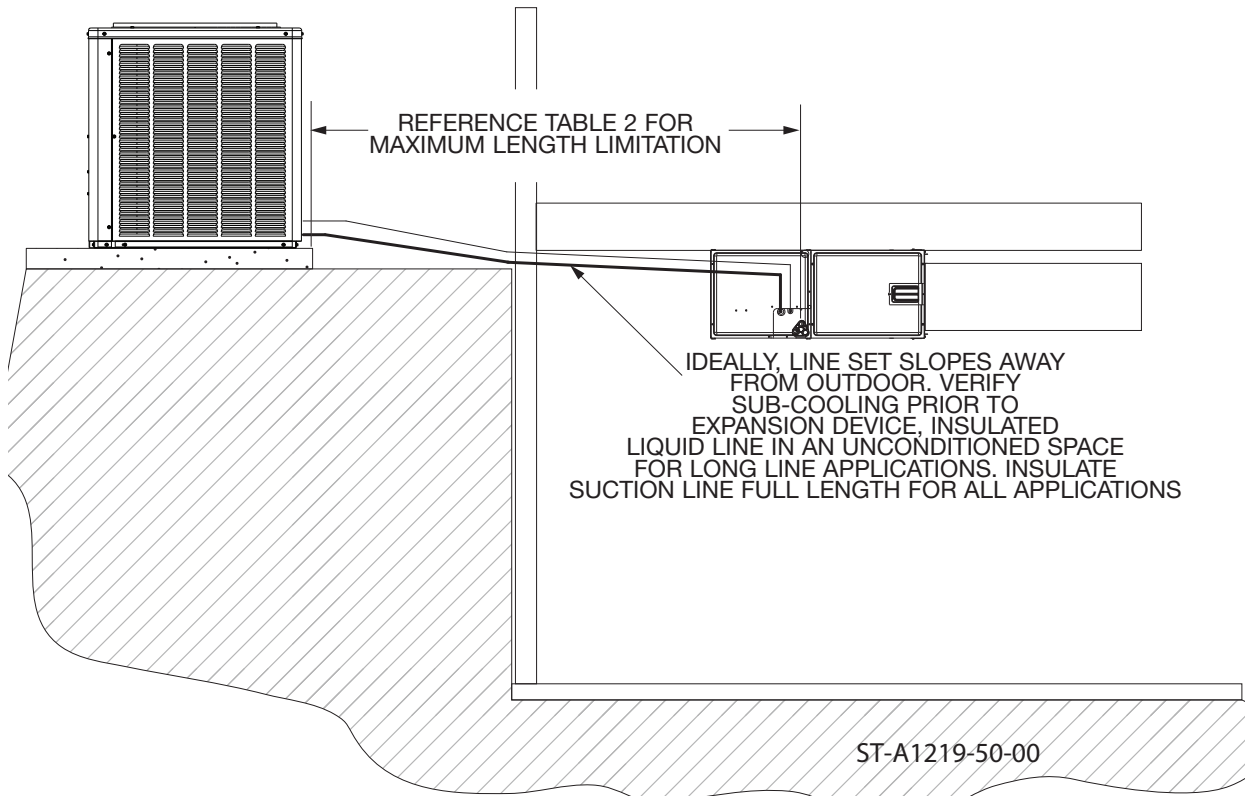 REFERENCE TABLE 2 FOR
MAXIMUM LENGTH LIMITATION
IDEALLY, LINE SET SLOPES AWAY
FROM OUTDOOR. VERIFY
SUB-COOLING PRIOR TO
EXPANSION DEVICE, INSULATED
LIQUID LINE IN AN UNCONDITIONED SPACE
FOR LONG LINE APPLICATIONS. INSULATE
SUCTION LINE FULL LENGTH FOR ALL APPLICATIONS
ST-A1219-50-00